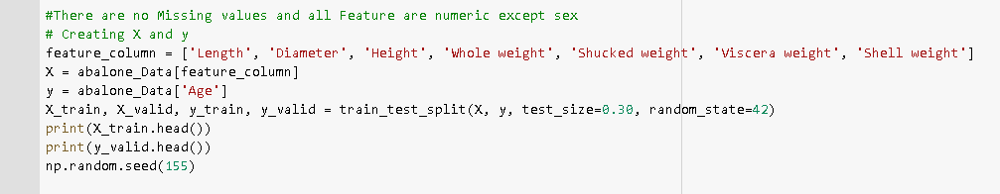 #There are no Missing values and all Feature are numeric except sex
# Creating X and y
feature_column = ['Length', 'Diameter', 'Height', 'Whole weight', 'Shucked weight', 'Viscera weight', 'Shell weight']
X = abalone_Data[feature_column]
y = abalone_Data['Age']
X_train, X_valid, y_train, y_valid = train_test_split(X, y, test_size=0.30, random_state=42)
print(X_train.head())
print(y_valid.head())
np.random.seed(155)